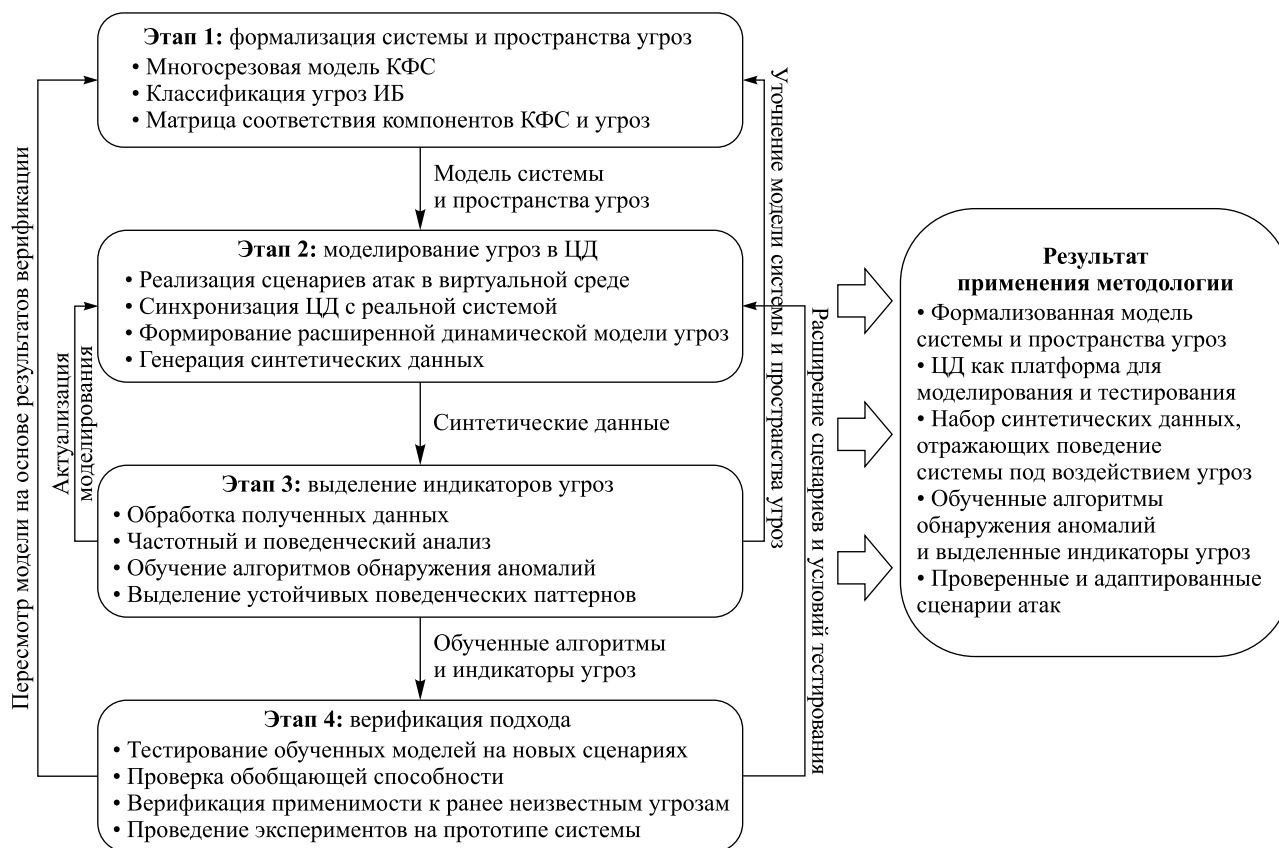 Этап 1: формализация системы и пространства угроз
• Многосрезовая модель КФС
• Классификация угроз ИБ
• Матрица соответствия компонентов КФС и угроз
Модель системы
и пространства угроз
Этап 2: моделирование угроз в ЦД
• Реализация сценариев атак в виртуальной среде
• Синхронизация ЦД с реальной системой
• Формирование расширенной динамической модели угроз
• Генерация синтетических данных
Синтетические данные
Этап 3: выделение индикаторов угроз
• Обработка полученных данных
• Частотный и поведенческий анализ
• Обучение алгоритмов обнаружения аномалий
• Выделение устойчивых поведенческих паттернов
Обученные алгоритмы
и индикаторы угроз
Этап 4: верификация подхода
• Тестирование обученных моделей на новых сценариях
• Проверка обобщающей способности
• Верификация применимости к ранее неизвестным угрозам
• Проведение экспериментов на прототипе системы
Пересмотр модели на основе результатов верификации
Актуализация
моделирования
Уточнение модели системы и пространства угроз
Расширение сценариев и условий тестирования
Результат
применения методологии
• Формализованная модель
системы и пространства угроз
• ЦД как платформа для
моделирования и тестирования
• Набор синтетических данных,
отражающих поведение
системы под воздействием угроз
• Обученные алгоритмы
обнаружения аномалий
и выделенные индикаторы угроз
• Проверенные и адаптированные
сценарии атак